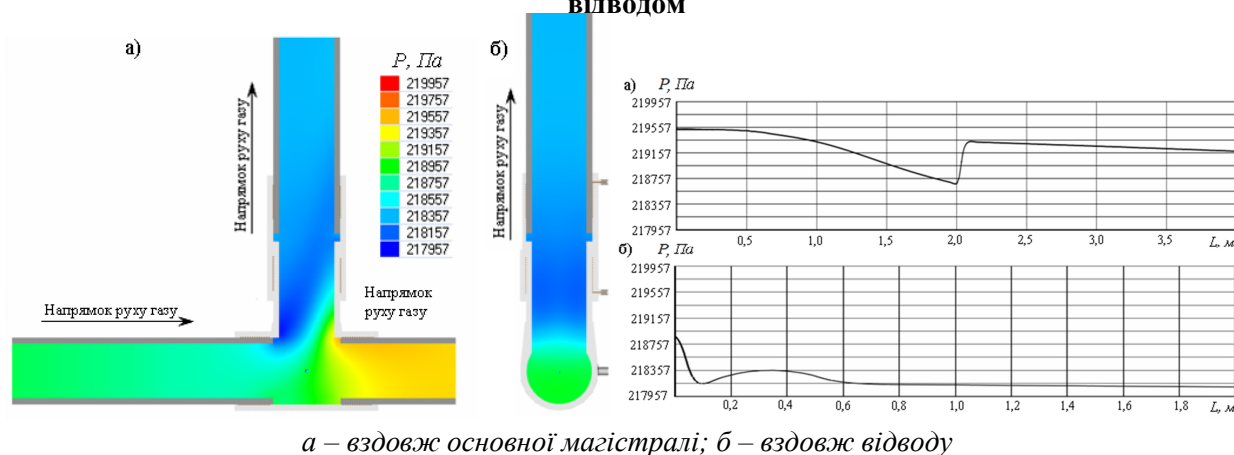 відводом
а)
P, Па
219957
219757
219557
219357
219157
218957
218757
218557
218357
218157
217957
Напрямок руху газу
Напрямок руху газу
Напрямок
руху газу
б)
Напрямок руху газу
а) P, Па
219957
219557
219157
218757
218357
217957
0,5 1,0 1,5 2,0 2,5 3,0 3,5 L, м
б) P, Па
219957
219557
219157
218757
218357
217957
0,2 0,4 0,6 0,8 1,0 1,2 1,4 1,6 1,8 L, м
а – вздовж основної магістралі; б – вздовж відводу